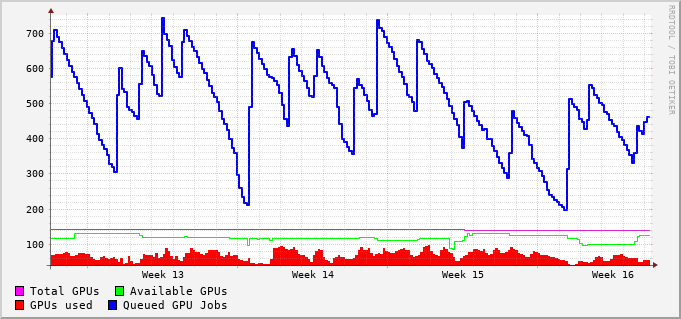 700
600
500
400
300
200
100
Week 13 Week 14 Week 15 Week 16
Total GPUs Available GPUs
GPUs used Queued GPU Jobs
RRDTOOL / TOBI OETIKER